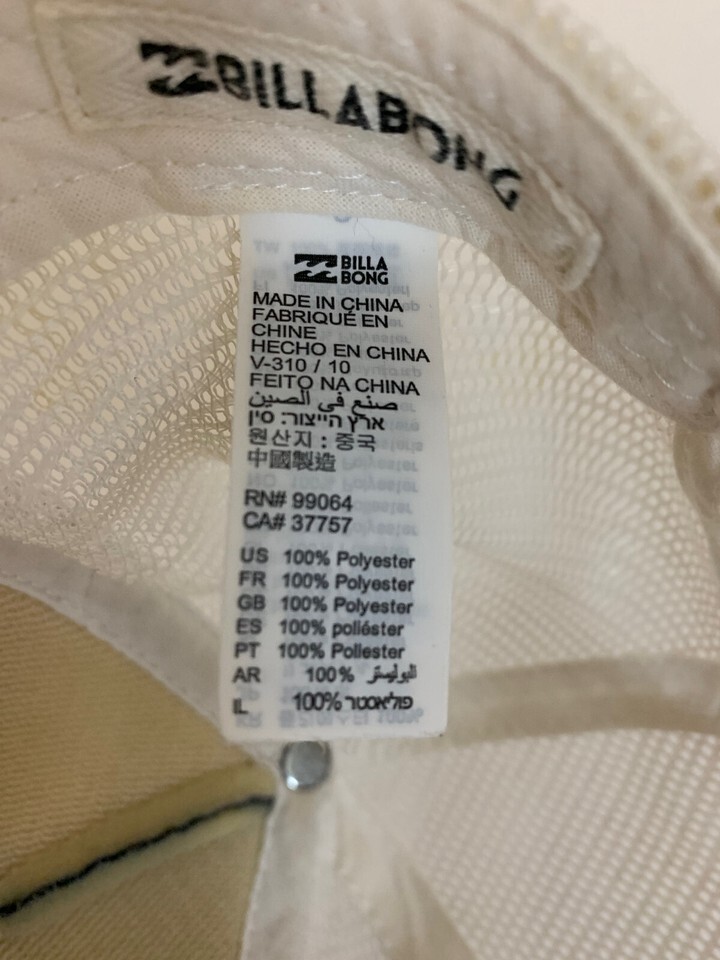 BILLABONG
BILLA
BONG
MADE IN CHINA
FABRIQUÉ EN
CHINE
HECHO EN CHINA
V-310 / 10
FEITO NA CHINA
صنع في الصين
ארץ הייצור: סין
원산지 : 중국
中國製造
RN# 99064
CA# 37757
US 100% Polyester
FR 100% Polyester
GB 100% Polyester
ES 100% poliéster
PT 100% Poliester
AR 100% البوليستر
IL 100% פוליאסטר